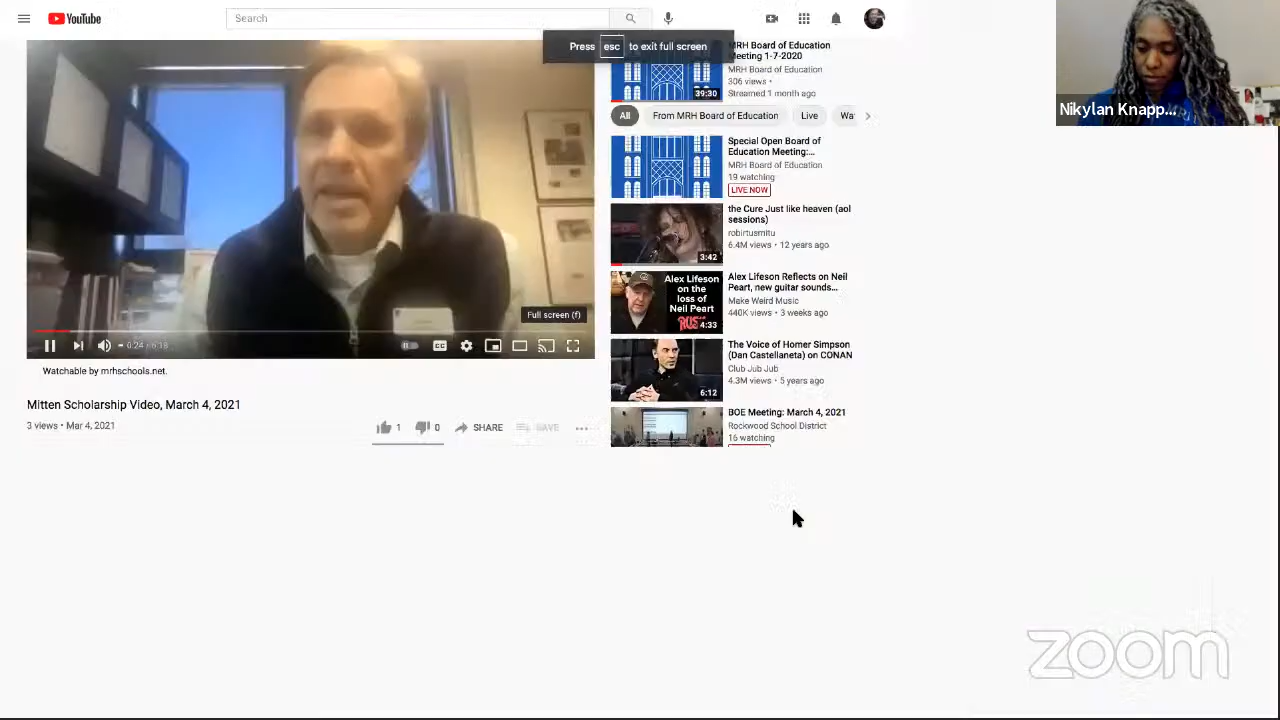 YouTube
Search
Press esc to exit full screen
MRH Board of Education
Meeting 1-7-2020
MRH Board of Education
306 views •
Streamed 1 month ago
39:30
All
From MRH Board of Education
Live
Wa
Special Open Board of
Education Meeting:...
MRH Board of Education
19 watching
LIVE NOW
the Cure Just like heaven (aol
sessions)
robirtusmitu
6.4M views • 12 years ago
3:42
Alex Lifeson
on the
loss of
Neil Peart
4:33
Alex Lifeson Reflects on Neil
Peart, new guitar sounds...
Make Weird Music
440K views • 3 weeks ago
The Voice of Homer Simpson
(Dan Castellaneta) on CONAN
Club Jub Jub
4.3M views • 5 years ago
6:12
BOE Meeting: March 4, 2021
Rockwood School District
16 watching
Full screen (f)
0:24 / 6:18
CC
Watchable by mrhschools.net.
Mitten Scholarship Video, March 4, 2021
3 views • Mar 4, 2021
1
0
SHARE
SAVE
Nikylan Knapp...
zoom